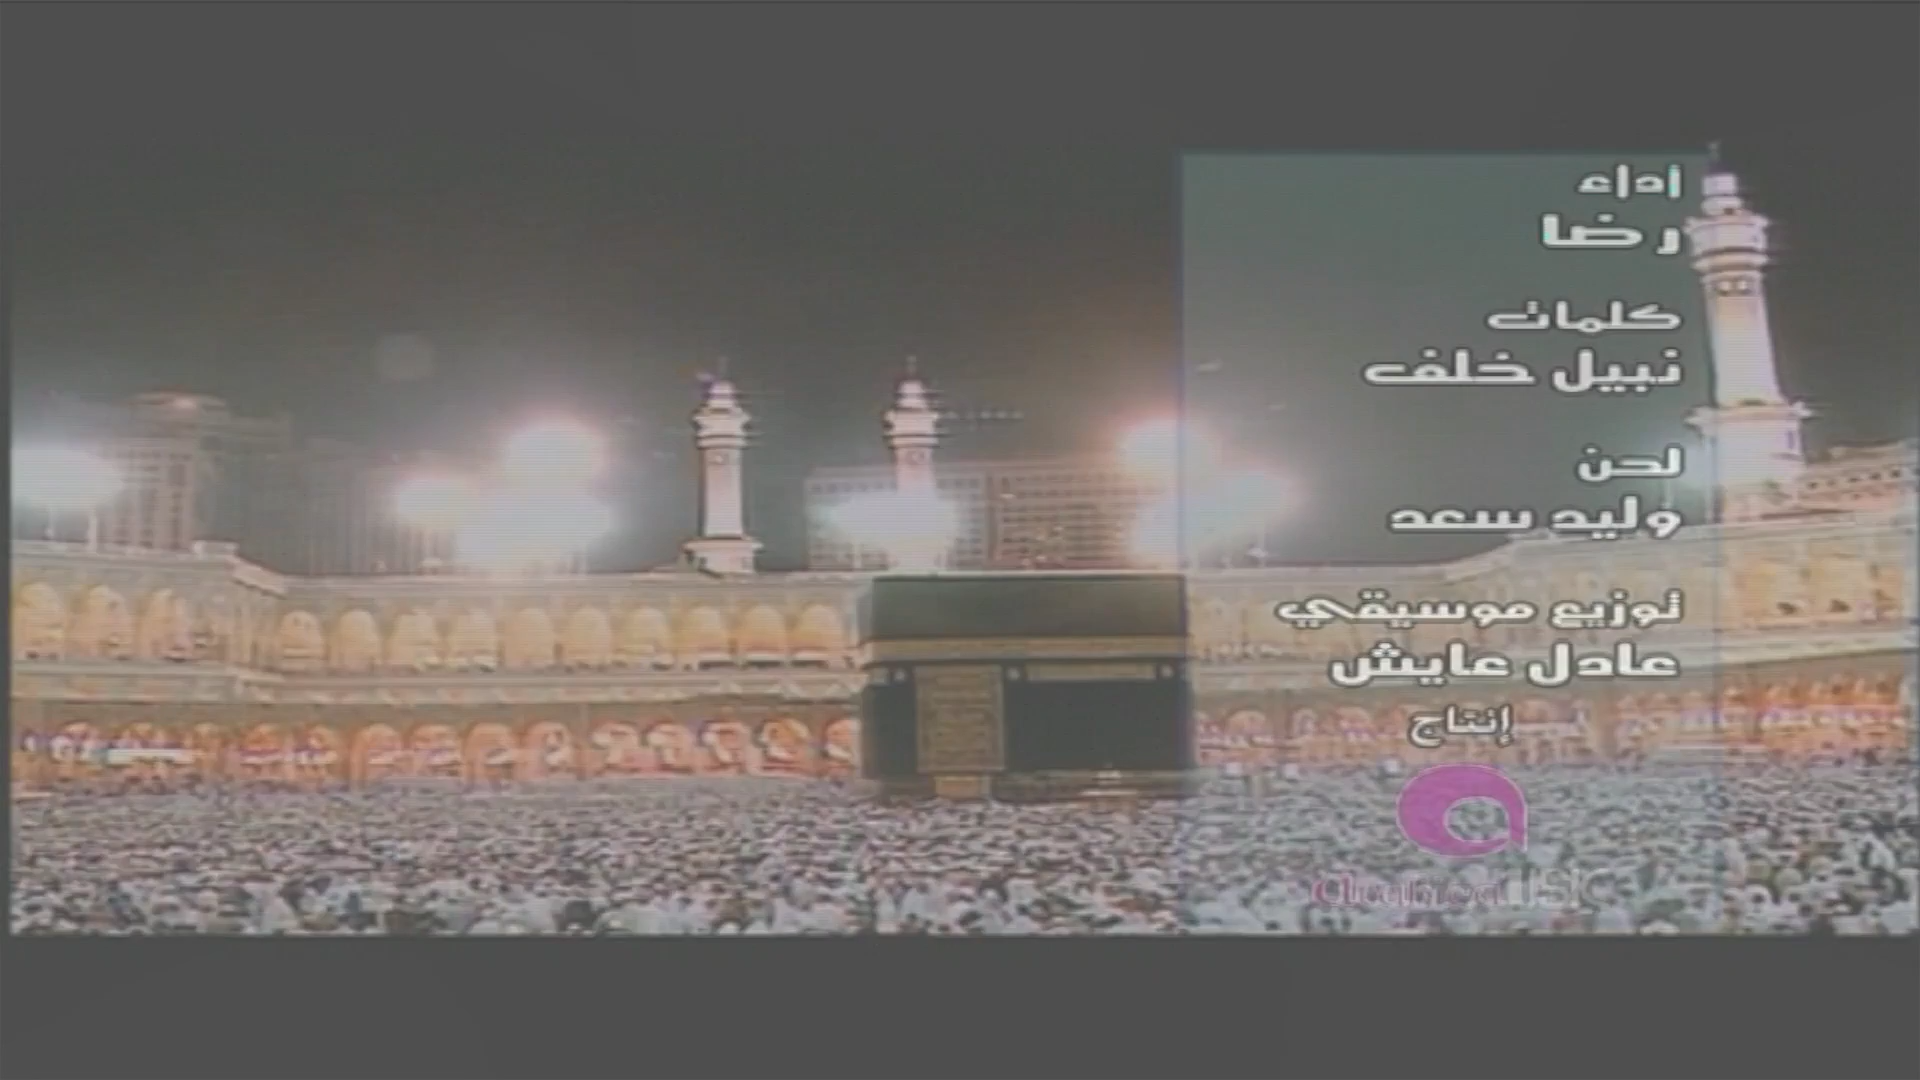 أداء
رضا
كلمات
نبيل خلف
لحن
وليد سعد
توزيع موسيقي
عادل عايش
إنتاج